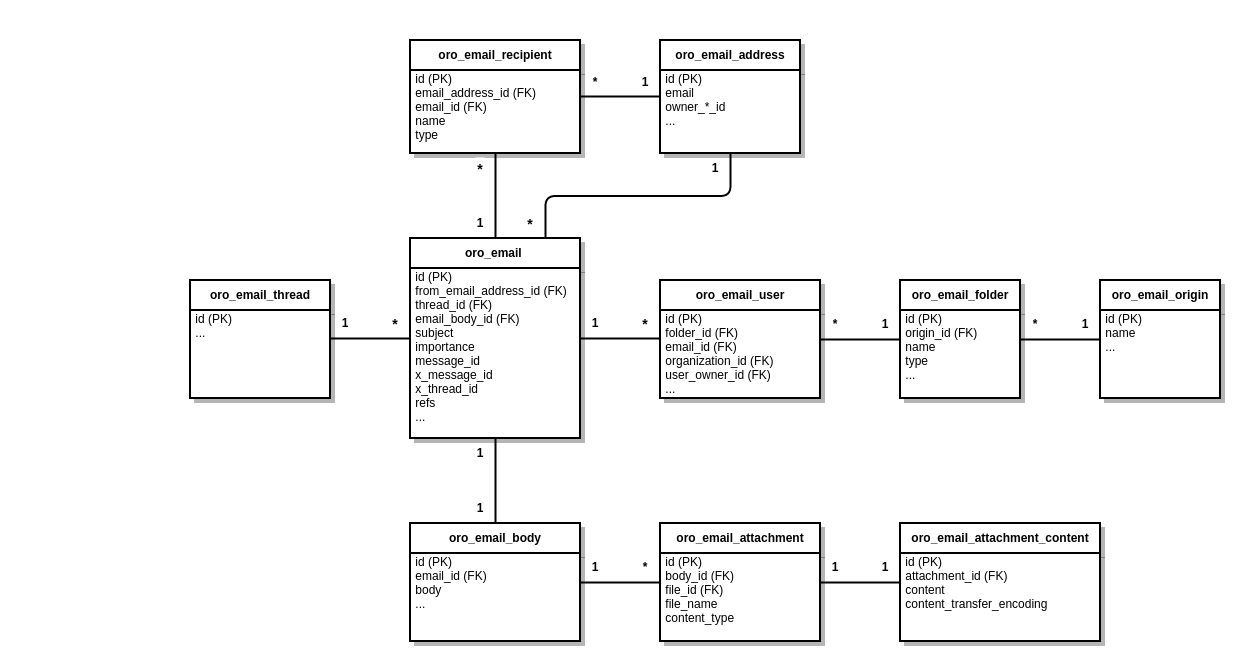 oro_email_recipient
id (PK)
email_address_id (FK)
email_id (FK)
name
type
* 1
oro_email_address
id (PK)
email
owner_*_id
...
*
1
1
*
oro_email_thread
id (PK)
...
1 *
oro_email
id (PK)
from_email_address_id (FK)
thread_id (FK)
email_body_id (FK)
subject
importance
message_id
x_message_id
x_thread_id
refs
...
1 *
oro_email_user
id (PK)
folder_id (FK)
email_id (FK)
organization_id (FK)
user_owner_id (FK)
...
* 1
oro_email_folder
id (PK)
origin_id (FK)
name
type
...
* 1
oro_email_origin
id (PK)
name
...
1
1
oro_email_body
id (PK)
email_id (FK)
body
...
1 *
oro_email_attachment
id (PK)
body_id (FK)
file_id (FK)
file_name
content_type
1 1
oro_email_attachment_content
id (PK)
attachment_id (FK)
content
content_transfer_encoding